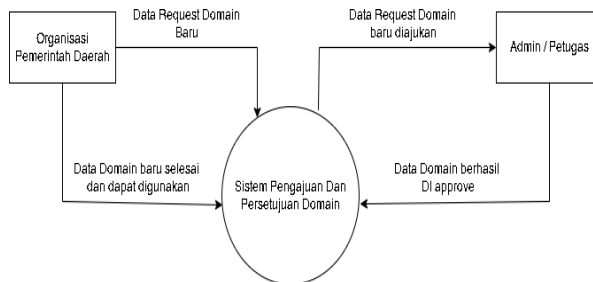 Data Request Domain
Baru
Data Request Domain
baru diajukan
Organisasi
Pemerintah Daerah
Admin / Petugas
Data Domain baru selesai
dan dapat digunakan
Sistem Pengajuan Dan
Persetujuan Domain
Data Domain berhasil
DI approve